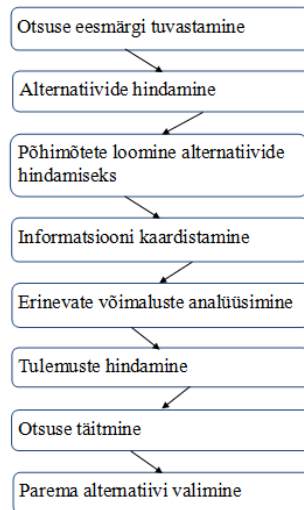 Otsuse eesmärgi tuvastamine
Alternatiivide hindamine
Põhimõtete loomine alternatiivide
hindamiseks
Informatsiooni kaardistamine
Erinevate võimaluste analüüsimine
Tulemuste hindamine
Otsuse täitmine
Parema alternatiivi valimine